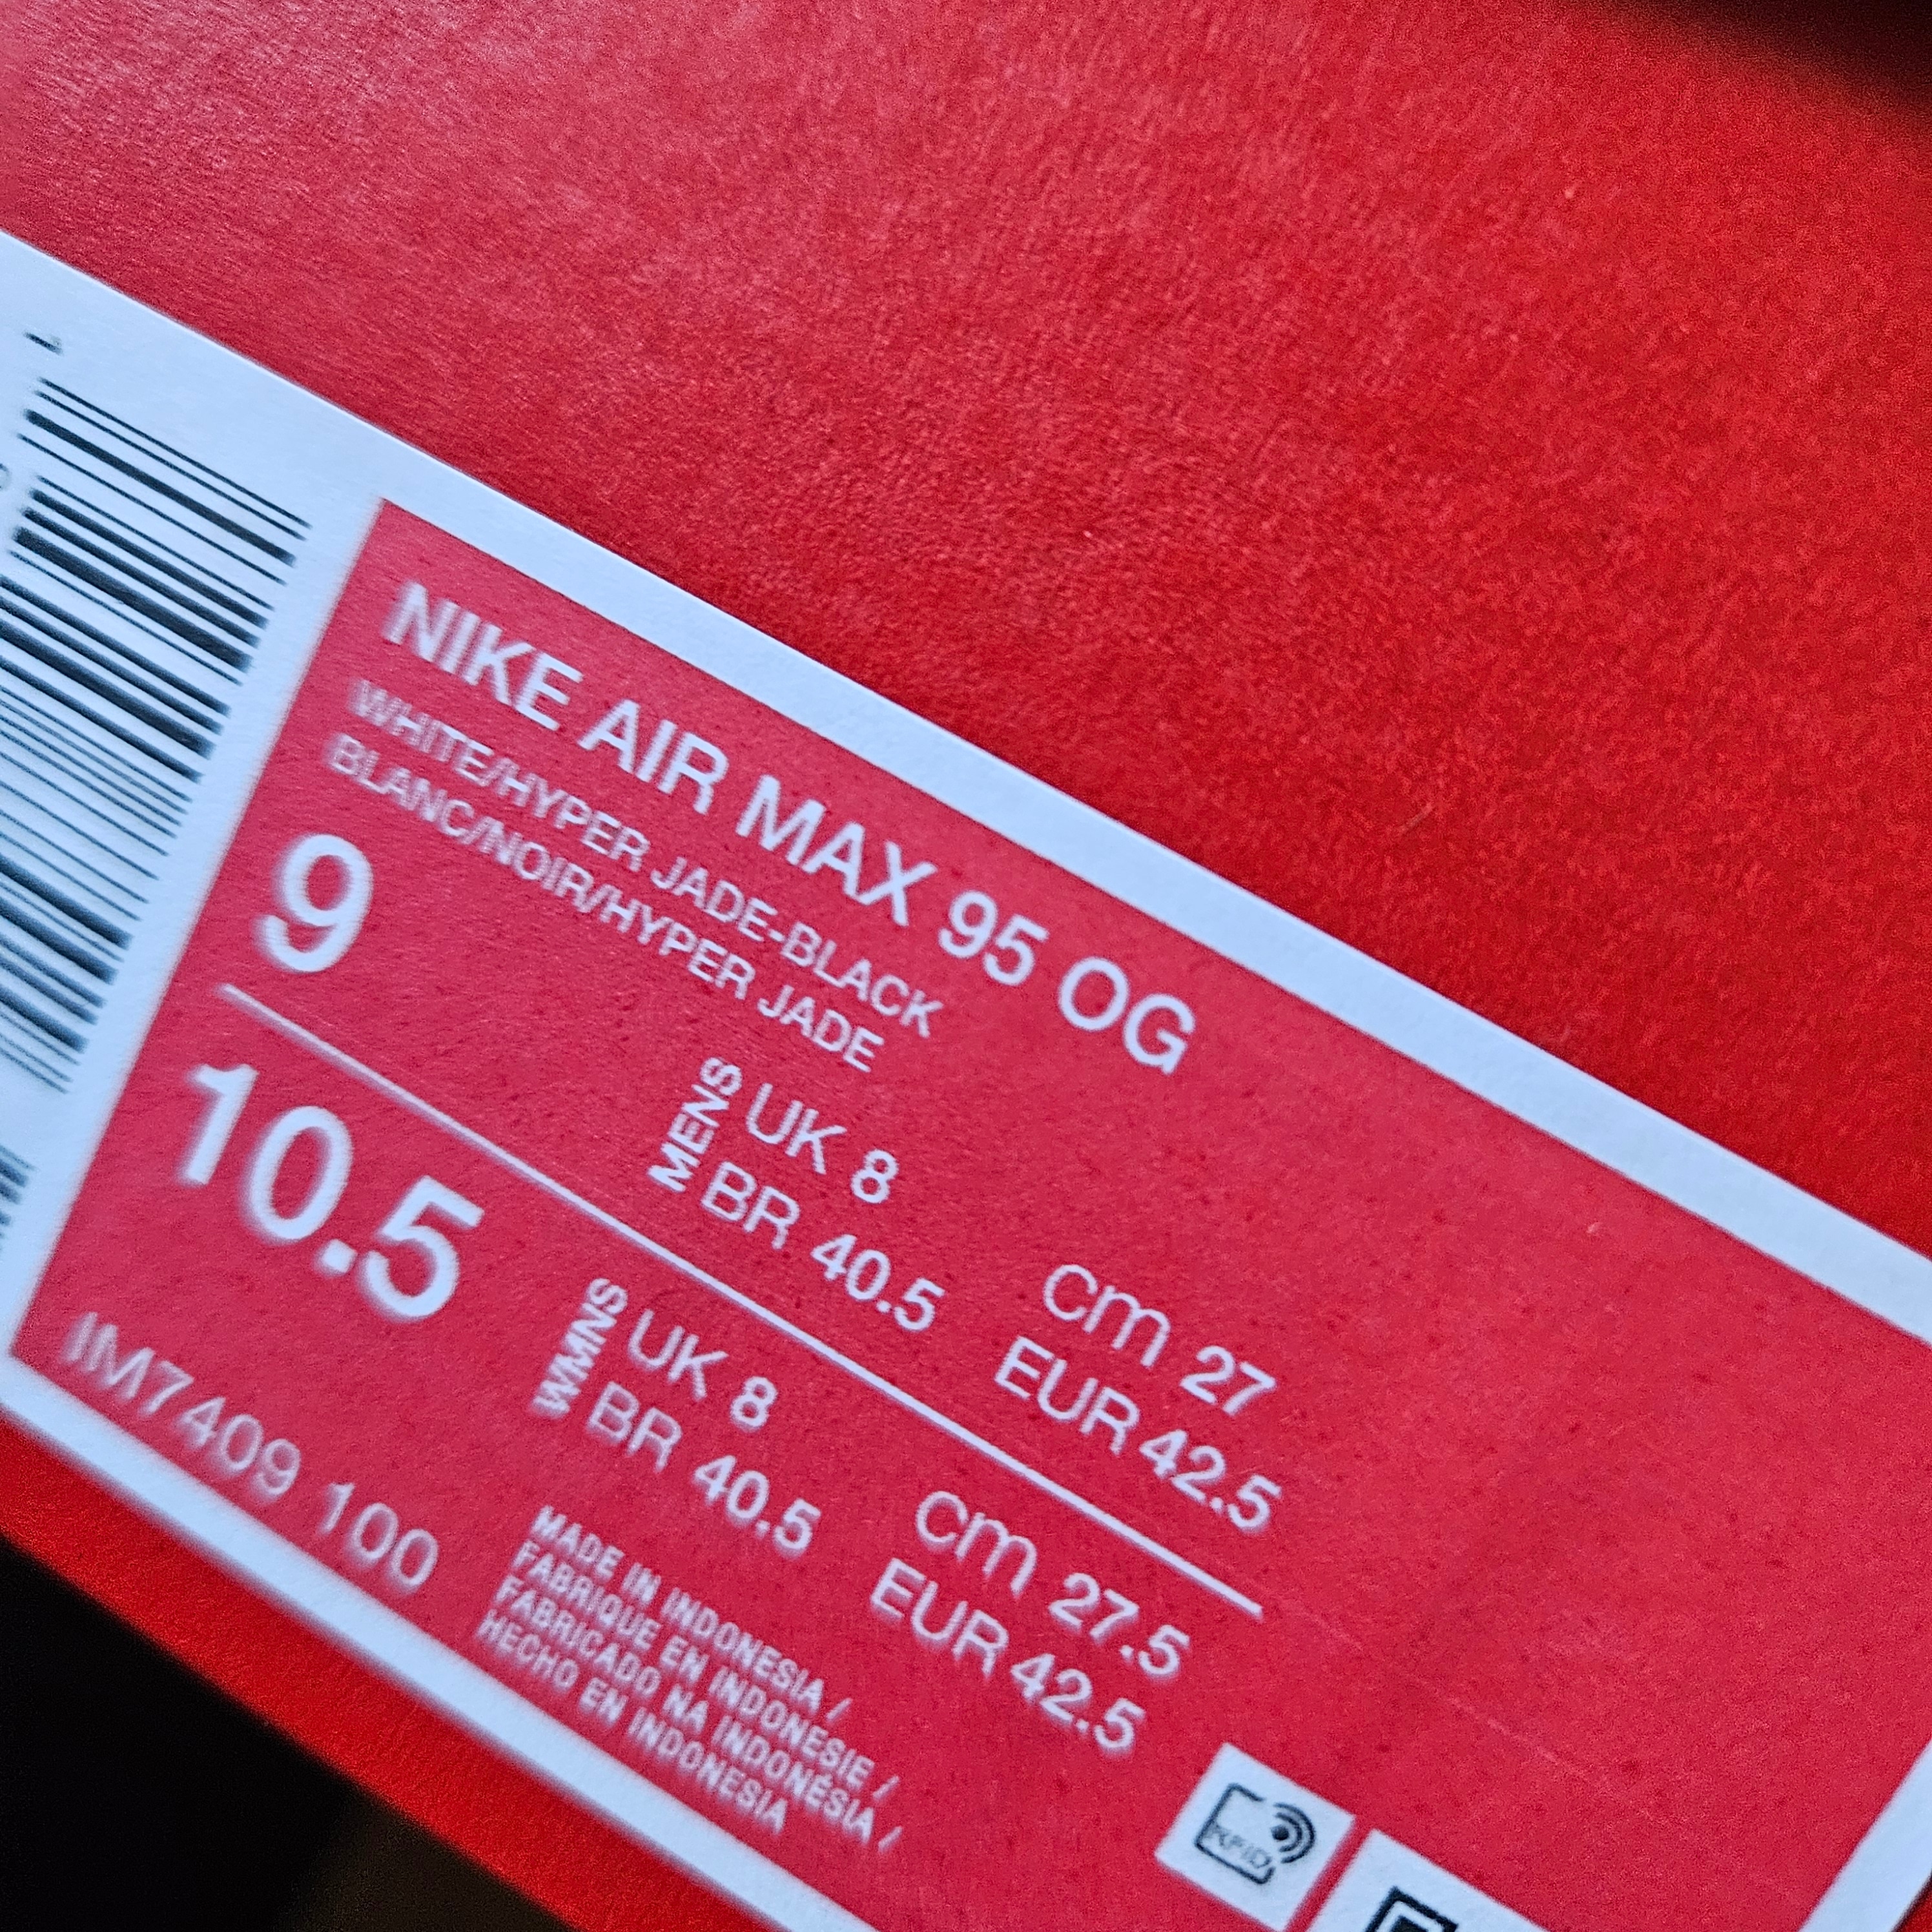 NIKE AIR MAX 95 OG
WHITE/HYPER JADE-BLACK
BLANC/NOIR/HYPER JADE
9
MENS
UK 8
BR 40.5
cm 27
EUR 42.5
10.5
WMNS
UK 8
BR 40.5
cm 27.5
EUR 42.5
IM7409 100
MADE IN INDONESIA /
FABRIQUE EN INDONESIE /
FABRICADO NA INDONÉSIA /
HECHO EN INDONESIA
RFID
1